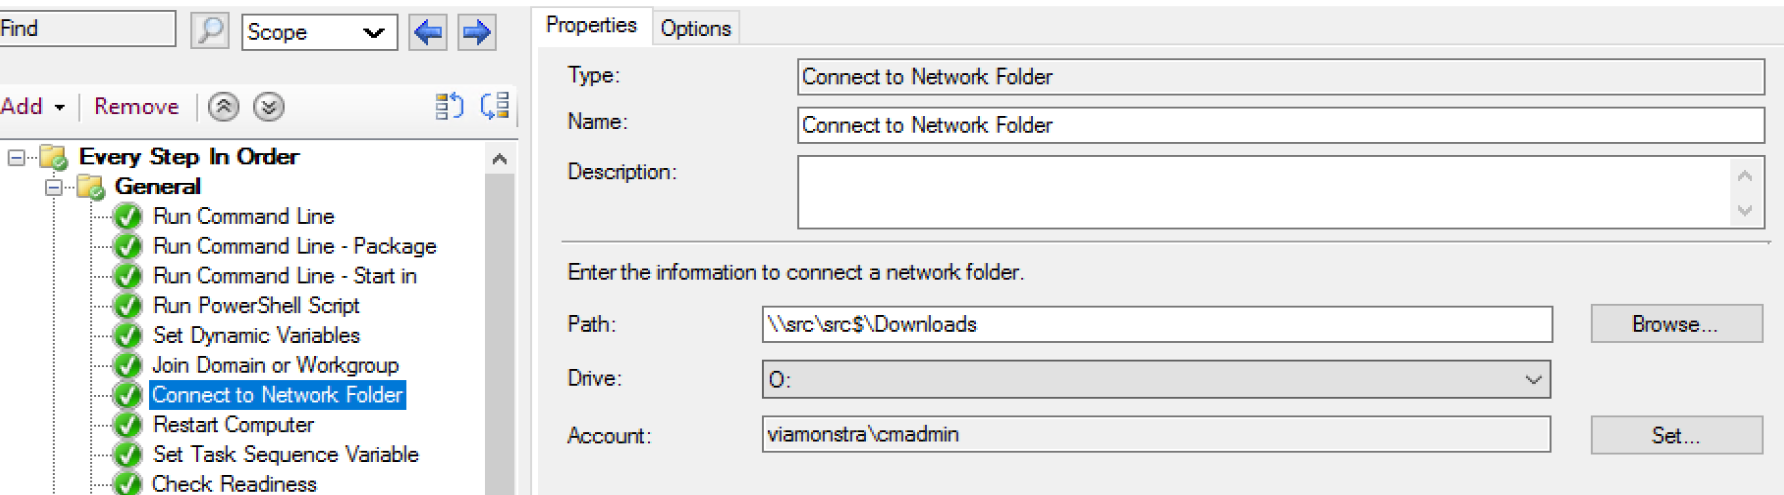 Find
Scope
Add
Remove
Every Step In Order
General
Run Command Line
Run Command Line - Package
Run Command Line - Start in
Run PowerShell Script
Set Dynamic Variables
Join Domain or Workgroup
Connect to Network Folder
Restart Computer
Set Task Sequence Variable
Check Readiness
Properties
Options
Type:
Connect to Network Folder
Name:
Connect to Network Folder
Description:
Enter the information to connect a network folder.
Path:
\\src\src$\Downloads
Browse...
Drive:
O:
Account:
viamonstra\cmadmin
Set...